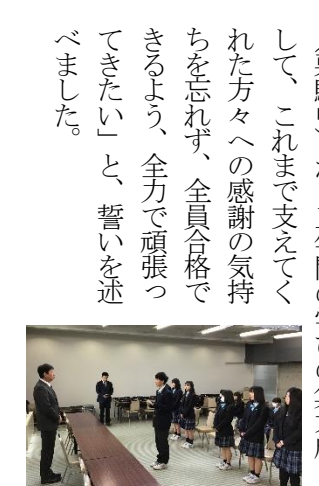 して、これまで支えてく
れた方々への感謝の気持
ちを忘れず、全員合格で
きるよう、全力で頑張っ
てきたい」と、誓いを述
べました。